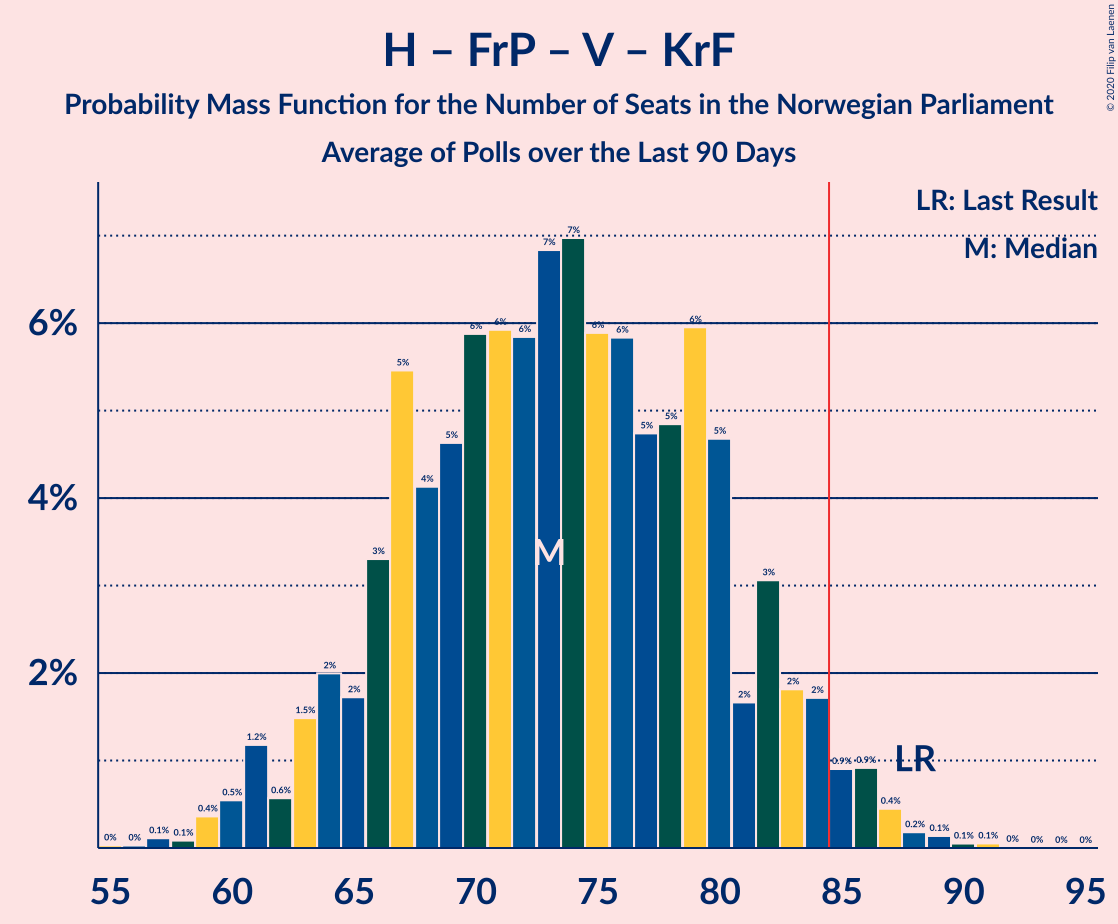 H – FrP – V – KrF
Probability Mass Function for the Number of Seats in the Norwegian Parliament
Average of Polls over the Last 90 Days
© 2020 Filip van Laenen
LR: Last Result
M: Median
6%
4%
2%
0% 0% 0.1% 0.1% 0.4% 0.5% 1.2% 0.6% 1.5% 2% 2% 3% 5% 4% 5% 6% 6% 6% 7% 7% 6% 6% 5% 5% 6% 5% 2% 3% 2% 2% 0.9% 0.9% 0.4% 0.2% 0.1% 0.1% 0.1% 0% 0% 0% 0%
M
LR
55 60 65 70 75 80 85 90 95